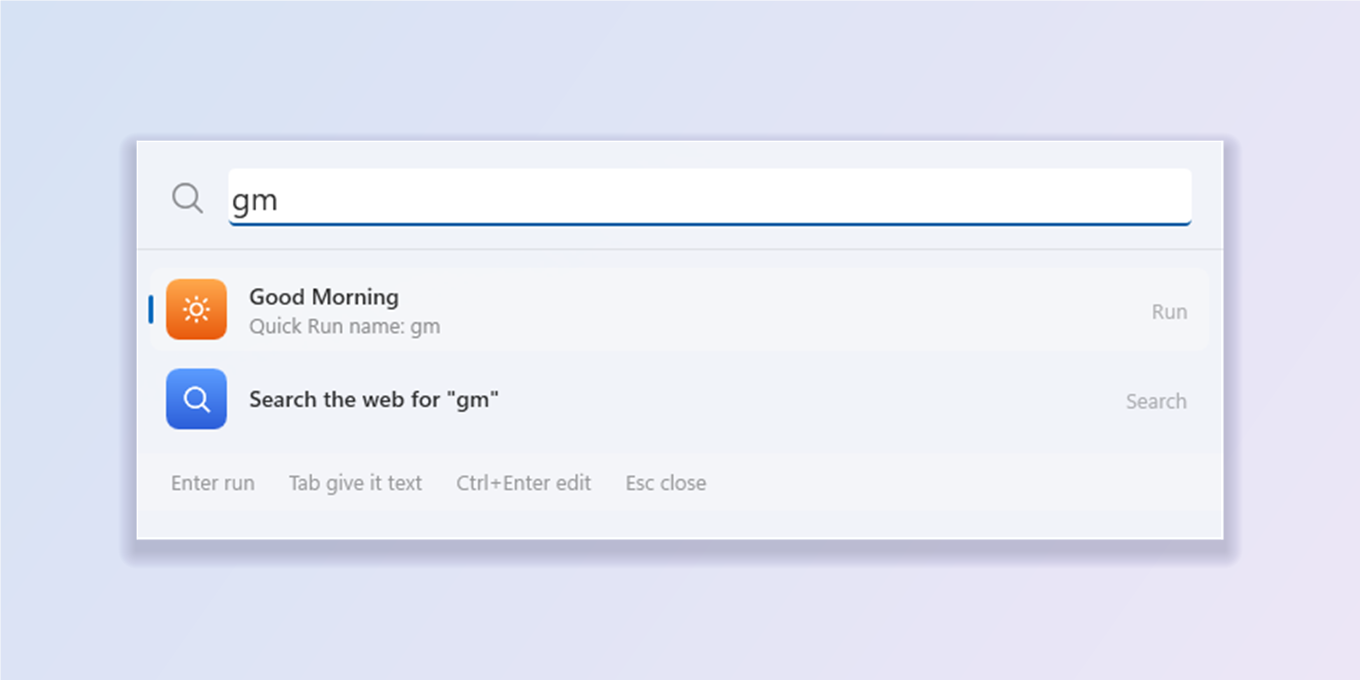 gm
Good Morning
Quick Run name: gm
Run
Search the web for "gm"
Search
Enter run Tab give it text Ctrl+Enter edit Esc close